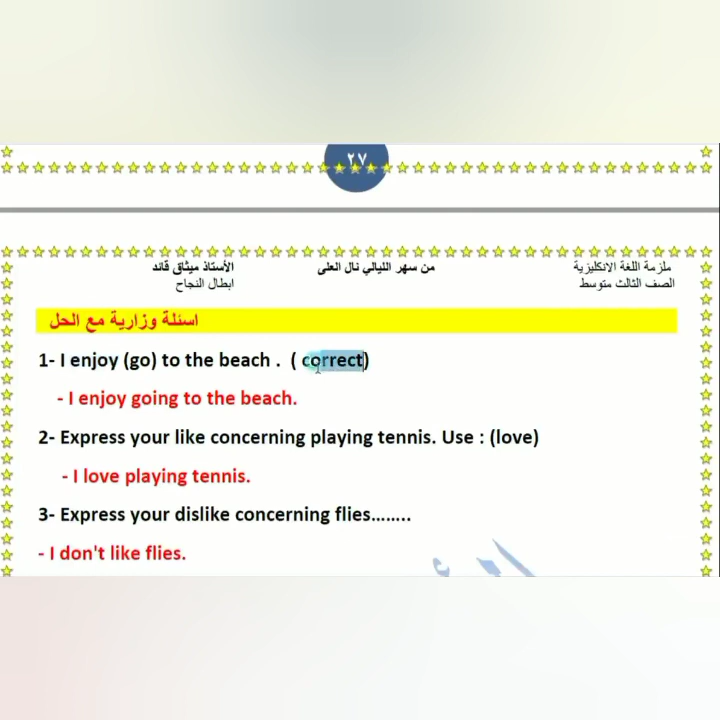 ٢٧
ملزمة اللغة الانكليزية من سهر الليالي نال العلى الأستاذ ميثاق قائد
الصف الثالث متوسط ابطال النجاح
اسئلة وزارية مع الحل
1- I enjoy (go) to the beach . ( correct)
- I enjoy going to the beach.
2- Express your like concerning playing tennis. Use : (love)
- I love playing tennis.
3- Express your dislike concerning flies........
- I don't like flies.